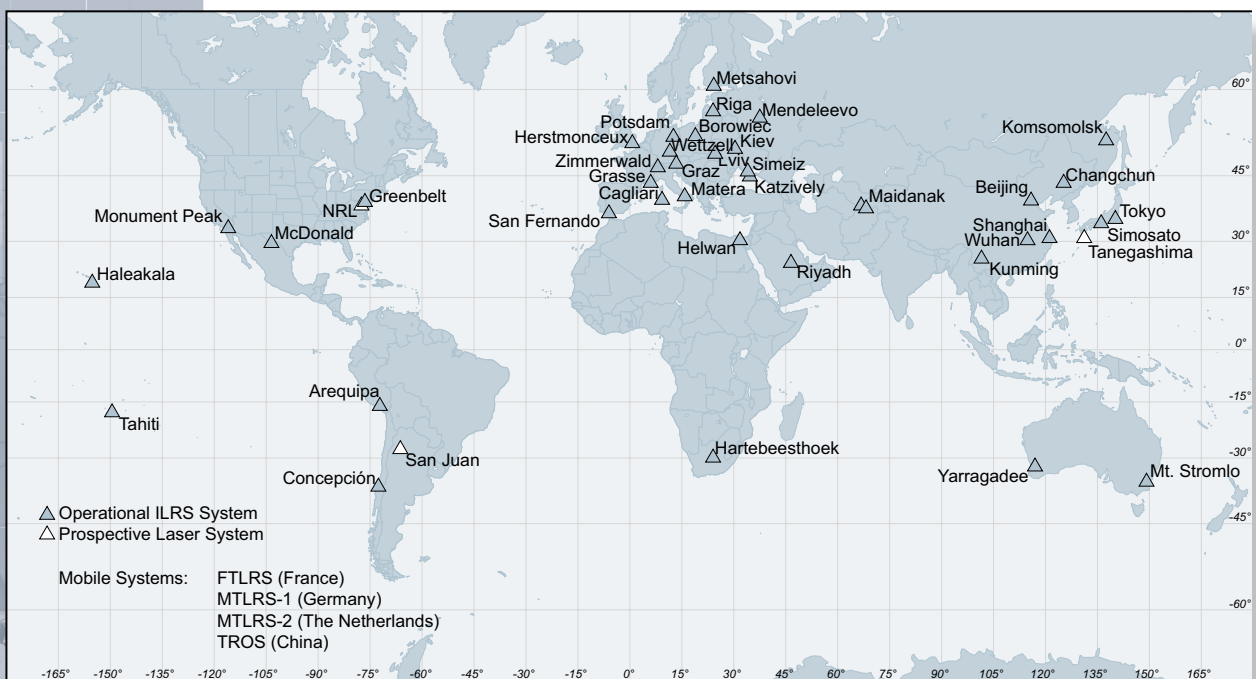 Metsahovi
60°
Riga
Mendeleevo
Potsdam
Borowiec
Komsomolsk
Herstmonceux
Wettzell
Kiev
Zimmerwald
Lviv
Simeiz
45°
Grasse
Graz
Katzively
Changchun
Cagliari
Matera
Maidanak
Beijing
Greenbelt
NRL
Monument Peak
San Fernando
Tokyo
Shanghai
McDonald
Simosato
Wuhan
30°
Helwan
Tanegashima
Haleakala
Riyadh
Kunming
15°
0°
Arequipa
-15°
Tahiti
Hartebeesthoek
San Juan
-30°
Concepción
Yarragadee
Mt. Stromlo
Operational ILRS System
-45°
Prospective Laser System
Mobile Systems: FTLRS (France)
MTLRS-1 (Germany)
-60°
MTLRS-2 (The Netherlands)
TROS (China)
-165° -150° -135° -120° -105° -90° -75° -60° -45° -30° -15° 0° 15° 30° 45° 60° 75° 90° 105° 120° 135° 150° 165°